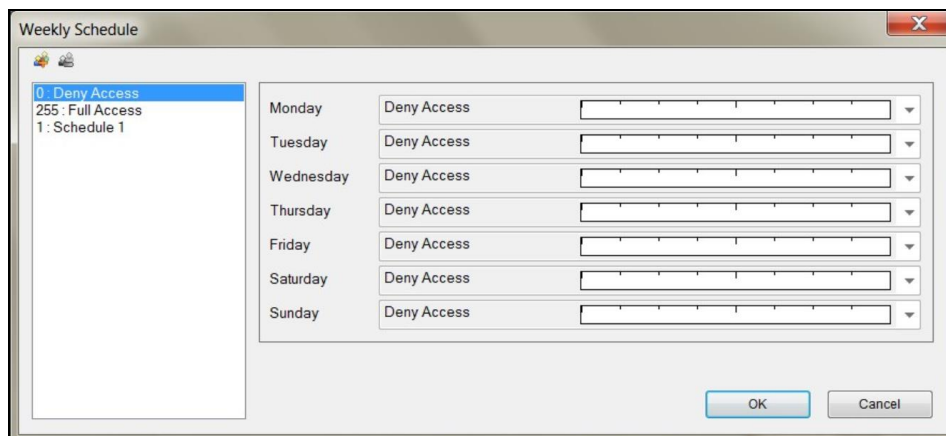 Weekly Schedule
0 : Deny Access
255 : Full Access
1 : Schedule 1
Monday Deny Access
Tuesday Deny Access
Wednesday Deny Access
Thursday Deny Access
Friday Deny Access
Saturday Deny Access
Sunday Deny Access
OK Cancel